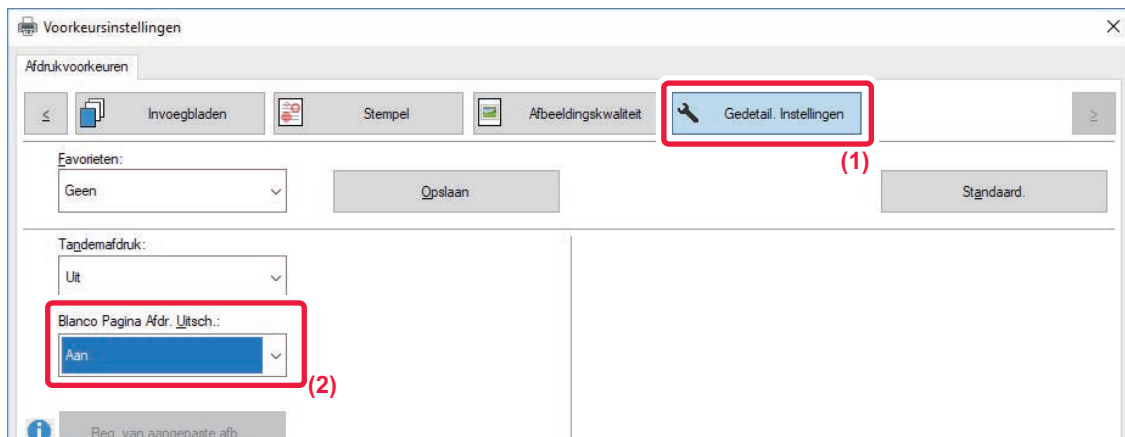 Voorkeursinstellingen
Afdrukvoorkeuren
< Invoegbladen Stempel Afbeeldingskwaliteit Gedetail. Instellingen >
(1)
Favorieten:
Geen Opslaan Standaard.
Tandemafdruk:
Uit
Blanco Pagina Afdr. Uitsch.:
Aan
(2)
Reg. van aangepaste afb.